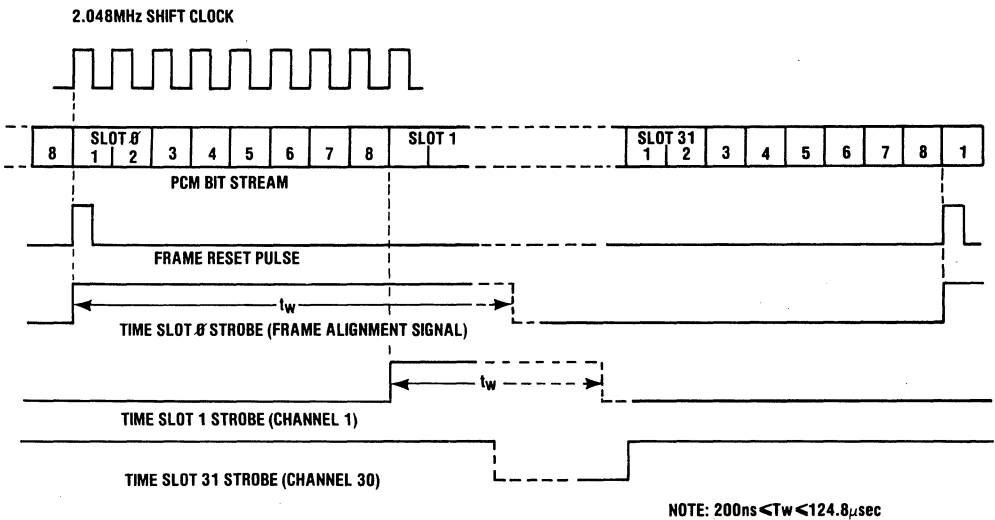 2.048MHz SHIFT CLOCK
8 SLOT 0 1 2 3 4 5 6 7 8 SLOT 1 SLOT 31 1 2 3 4 5 6 7 8 1
PCM BIT STREAM
FRAME RESET PULSE
tw
TIME SLOT 0 STROBE (FRAME ALIGNMENT SIGNAL)
tw
TIME SLOT 1 STROBE (CHANNEL 1)
TIME SLOT 31 STROBE (CHANNEL 30)
NOTE: 200ns≤Tw≤124.8μsec